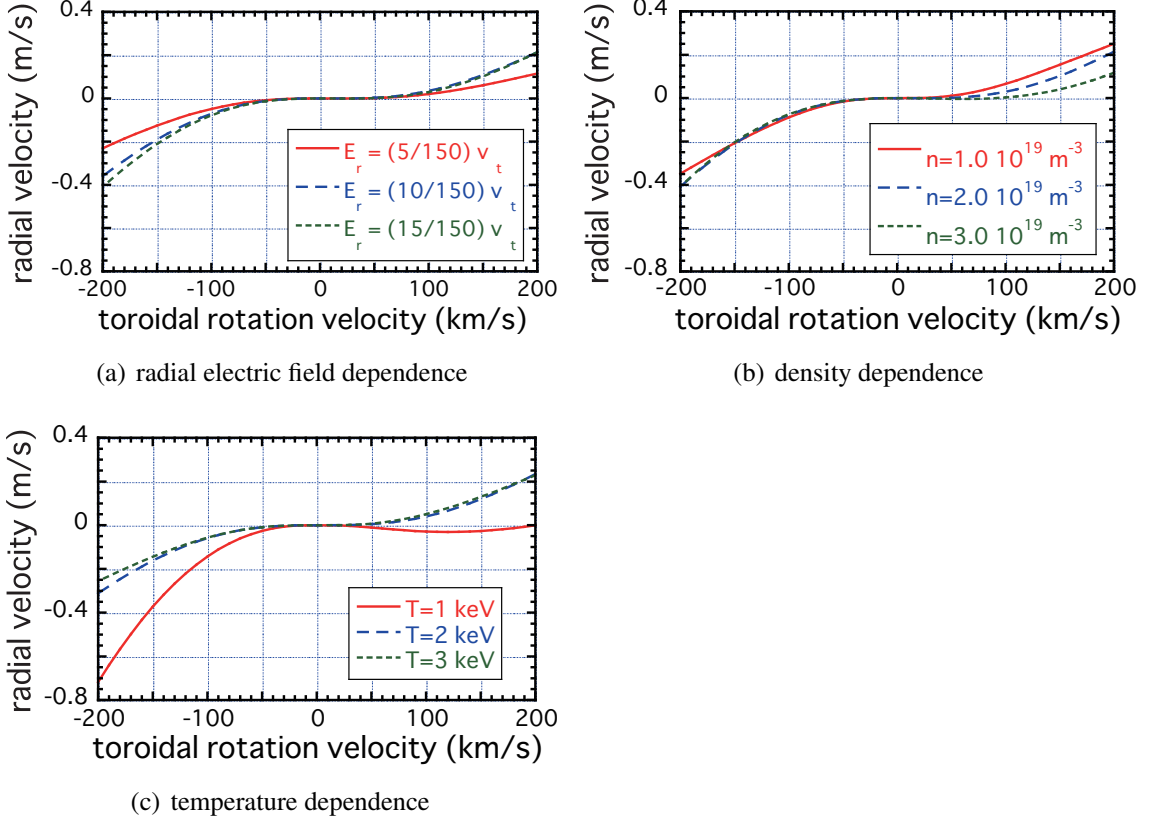 radial velocity (m/s)
0.4
0
-0.4
-0.8
E_r = (5/150) v_t
E_r = (10/150) v_t
E_r = (15/150) v_t
-200 -100 0 100 200
toroidal rotation velocity (km/s)
(a) radial electric field dependence
radial velocity (m/s)
0.4
0
-0.4
-0.8
n=1.0 10^19 m^-3
n=2.0 10^19 m^-3
n=3.0 10^19 m^-3
-200 -100 0 100 200
toroidal rotation velocity (km/s)
(b) density dependence
radial velocity (m/s)
0.4
0
-0.4
-0.8
T=1 keV
T=2 keV
T=3 keV
-200 -100 0 100 200
toroidal rotation velocity (km/s)
(c) temperature dependence